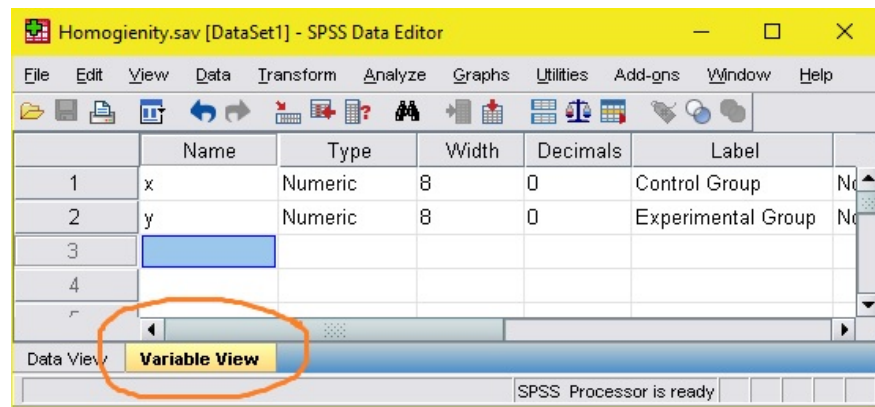 Homogienity.sav [DataSet1] - SPSS Data Editor
File Edit View Data Transform Analyze Graphs Utilities Add-ons Window Help
Name Type Width Decimals Label
1 x Numeric 8 0 Control Group
2 y Numeric 8 0 Experimental Group
3
4
Data View Variable View
SPSS Processor is ready